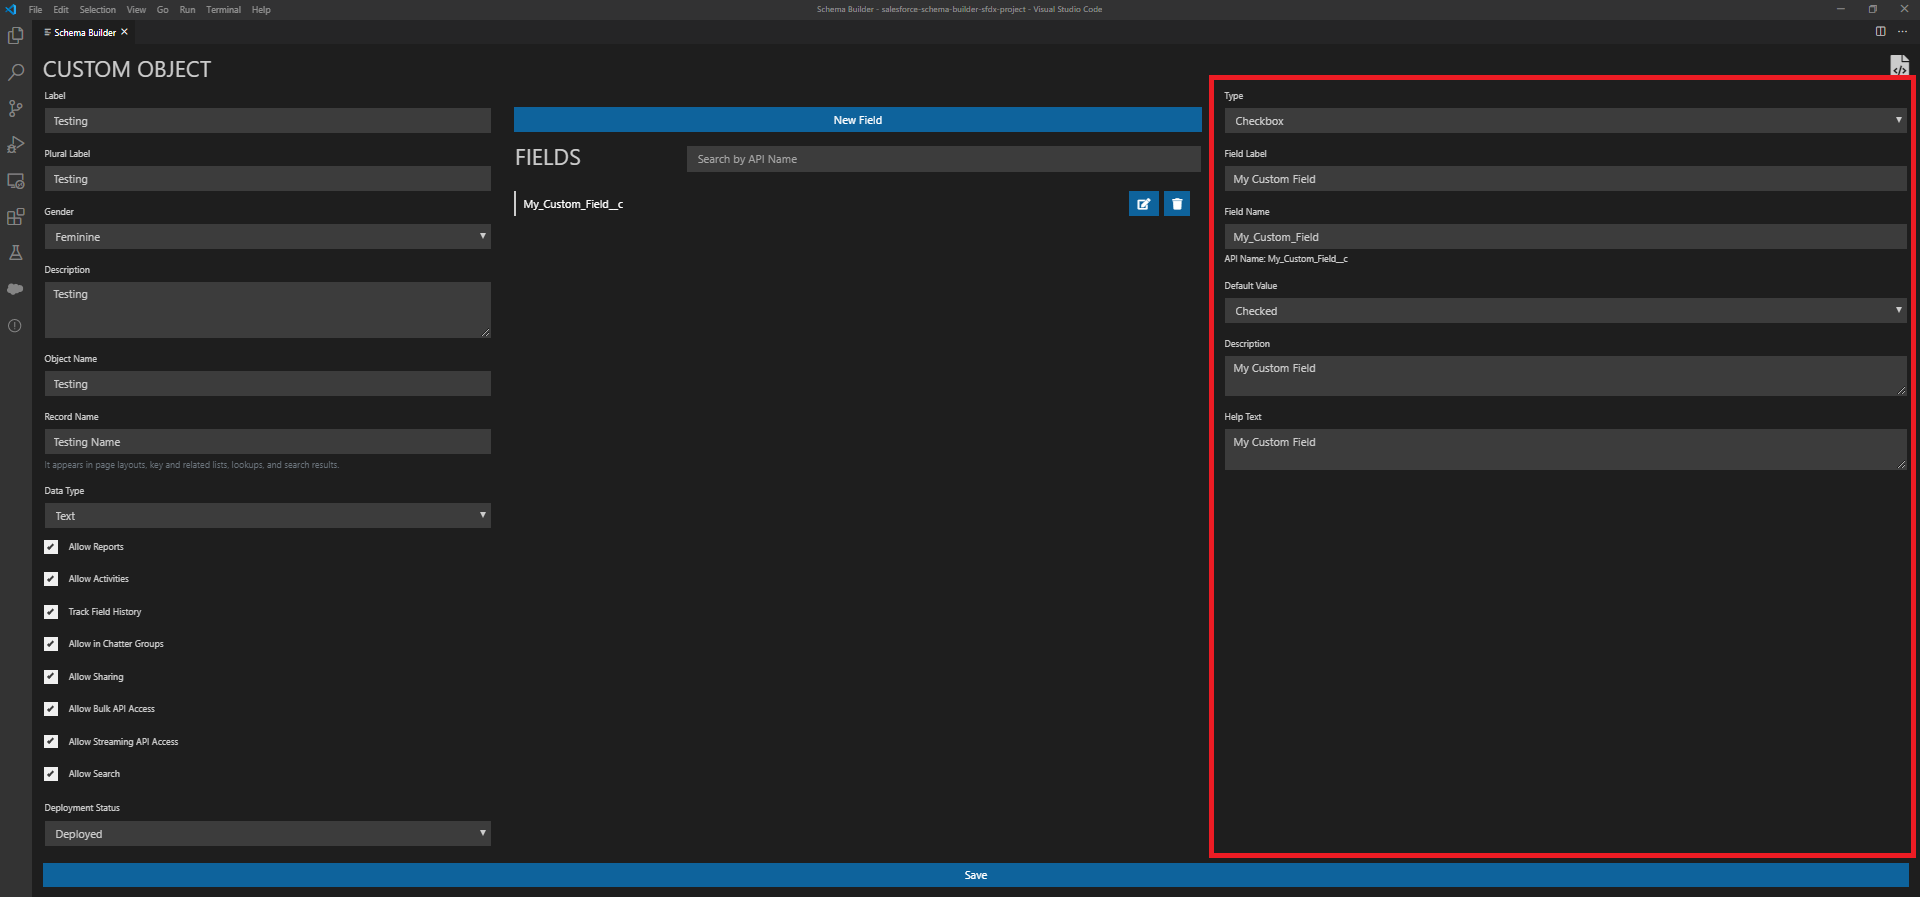 File Edit Selection View Go Run Terminal Help
Schema Builder - salesforce-schema-builder-sfdx-project - Visual Studio Code
Schema Builder
CUSTOM OBJECT
Label
Testing
Plural Label
Testing
Gender
Feminine
Description
Testing
Object Name
Testing
Record Name
Testing Name
It appears in page layouts, key and related lists, lookups, and search results.
Data Type
Text
Allow Reports
Allow Activities
Track Field History
Allow in Chatter Groups
Allow Sharing
Allow Bulk API Access
Allow Streaming API Access
Allow Search
Deployment Status
Deployed
New Field
FIELDS
Search by API Name
My_Custom_Field__c
Type
Checkbox
Field Label
My Custom Field
Field Name
My_Custom_Field
API Name: My_Custom_Field__c
Default Value
Checked
Description
My Custom Field
Help Text
My Custom Field
Save